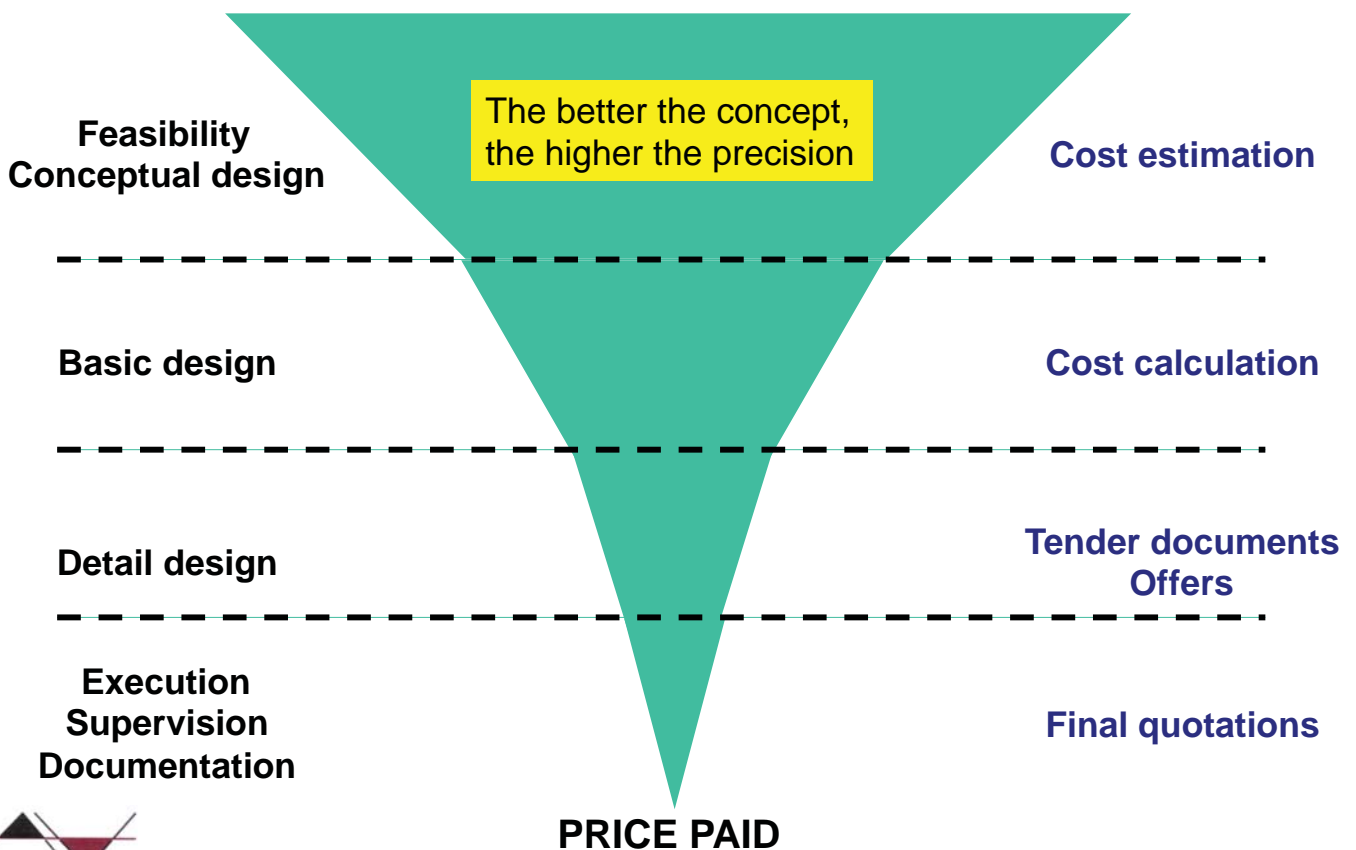 The better the concept,
the higher the precision
Feasibility
Conceptual design
Cost estimation
Basic design
Cost calculation
Detail design
Tender documents
Offers
Execution
Supervision
Documentation
Final quotations
PRICE PAID